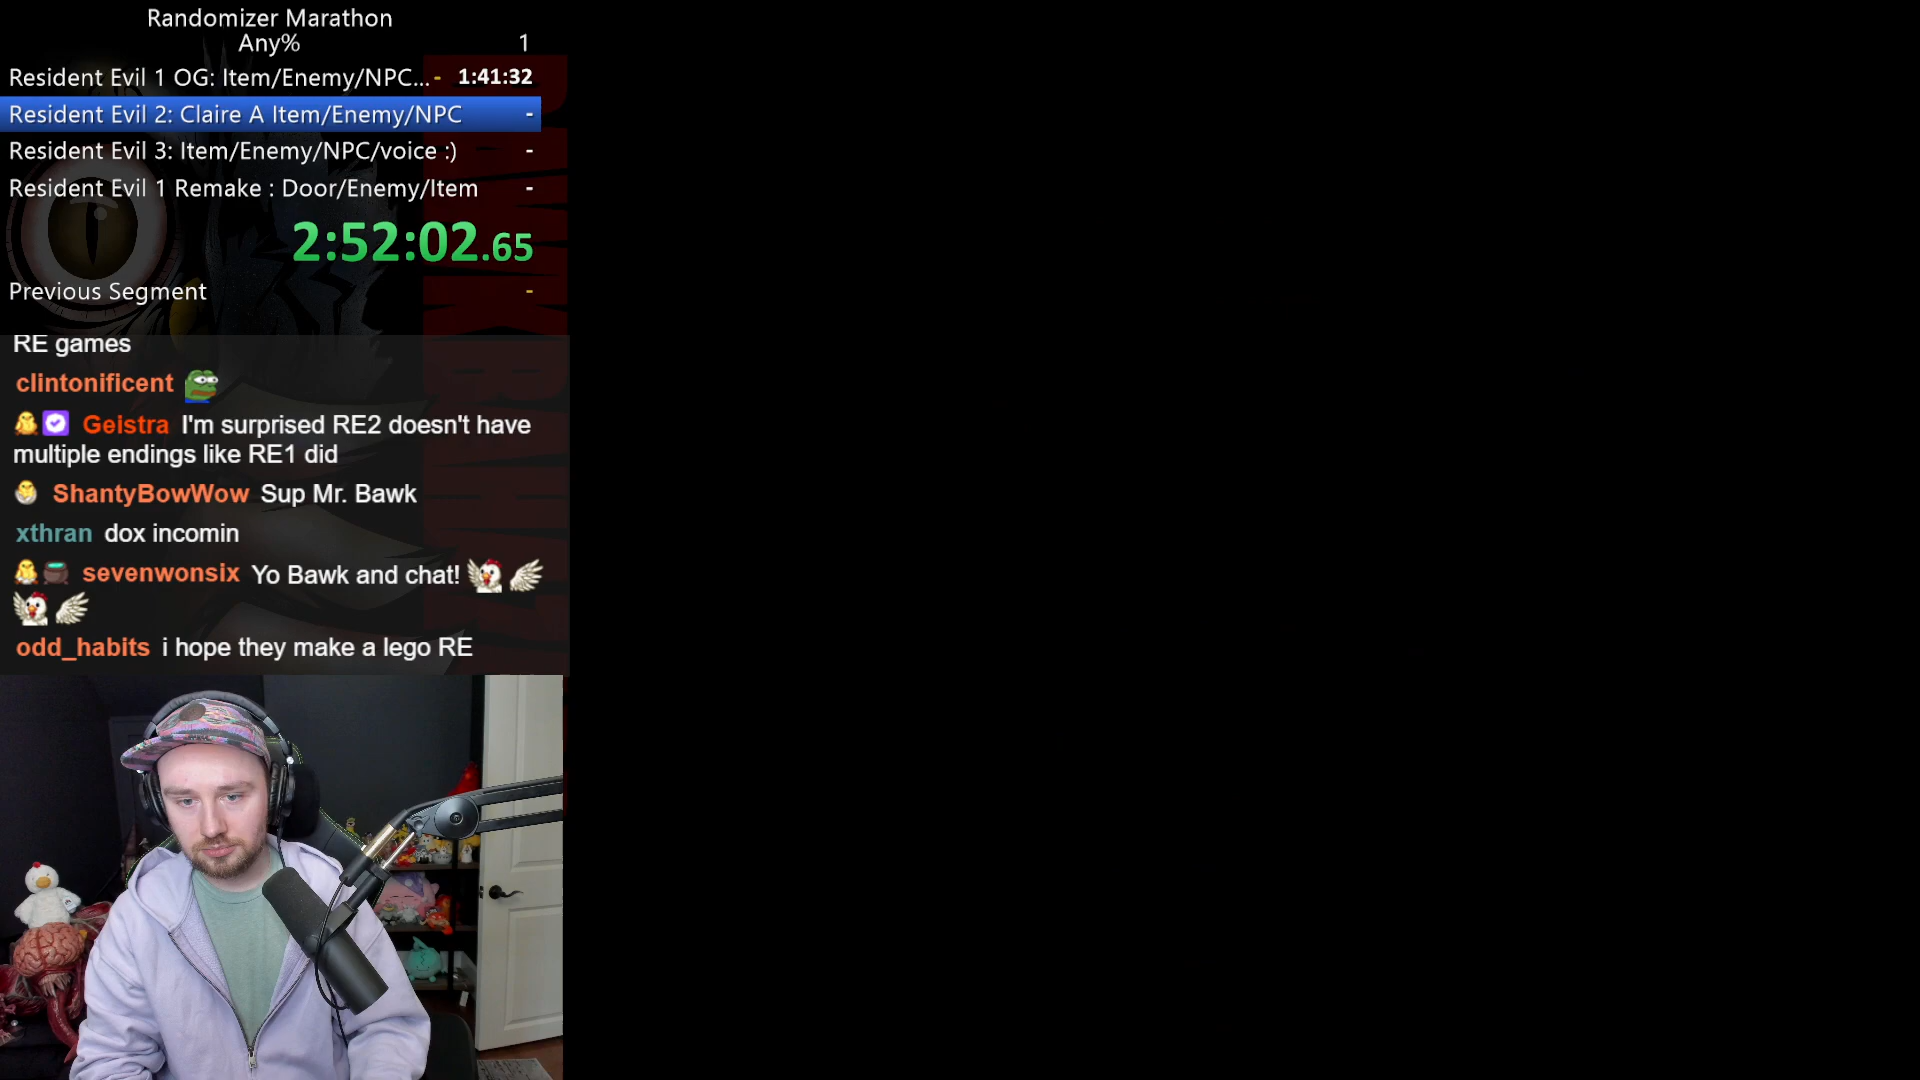 Randomizer Marathon
Any% 1
Resident Evil 1 OG: Item/Enemy/NPC... - 1:41:32
Resident Evil 2: Claire A Item/Enemy/NPC -
Resident Evil 3: Item/Enemy/NPC/voice :) -
Resident Evil 1 Remake : Door/Enemy/Item -
2:52:02.65
Previous Segment -
RE games
clintonificent
Geistra I'm surprised RE2 doesn't have
multiple endings like RE1 did
ShantyBowWow Sup Mr. Bawk
xthran dox incomin
sevenwonsix Yo Bawk and chat!
odd_habits i hope they make a lego RE